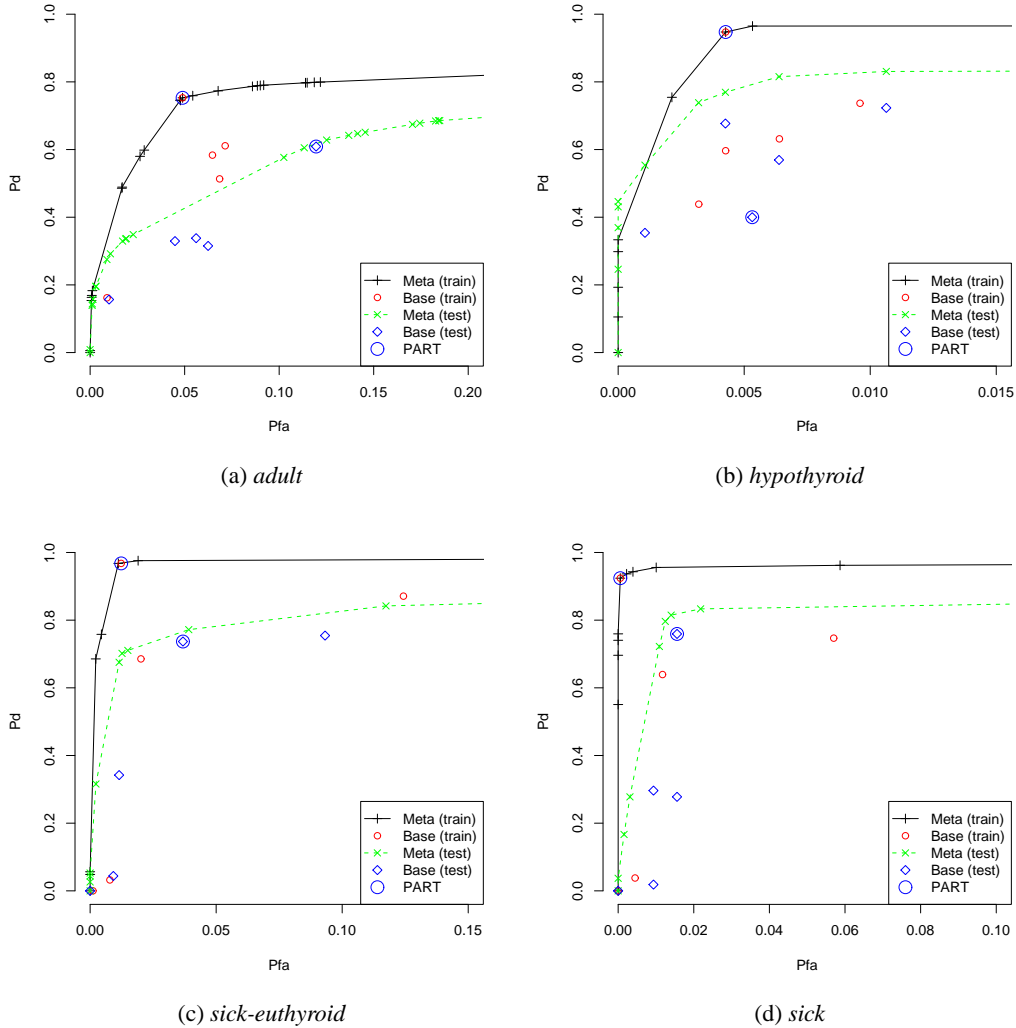 1.0
0.8
0.6
0.4
0.2
0.0
Pd
0.00 0.05 0.10 0.15 0.20
Pfa
Meta (train)
Base (train)
Meta (test)
Base (test)
PART
(a) adult
1.0
0.8
0.6
0.4
0.2
0.0
Pd
0.000 0.005 0.010 0.015
Pfa
Meta (train)
Base (train)
Meta (test)
Base (test)
PART
(b) hypothyroid
1.0
0.8
0.6
0.4
0.2
0.0
Pd
0.00 0.05 0.10 0.15
Pfa
Meta (train)
Base (train)
Meta (test)
Base (test)
PART
(c) sick-euthyroid
1.0
0.8
0.6
0.4
0.2
0.0
Pd
0.00 0.02 0.04 0.06 0.08 0.10
Pfa
Meta (train)
Base (train)
Meta (test)
Base (test)
PART
(d) sick